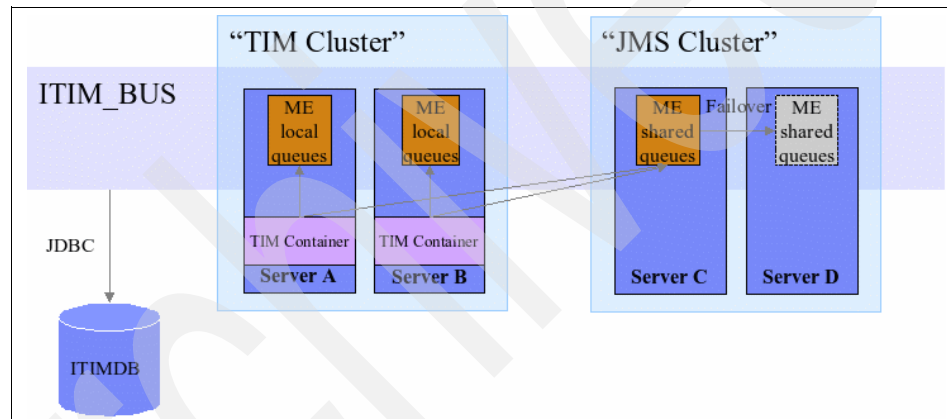 “TIM Cluster”
“JMS Cluster”
ITIM_BUS
ME
local
queues
ME
local
queues
ME
shared
queues
Failover
ME
shared
queues
TIM Container
TIM Container
Server A
Server B
Server C
Server D
JDBC
ITIMDB